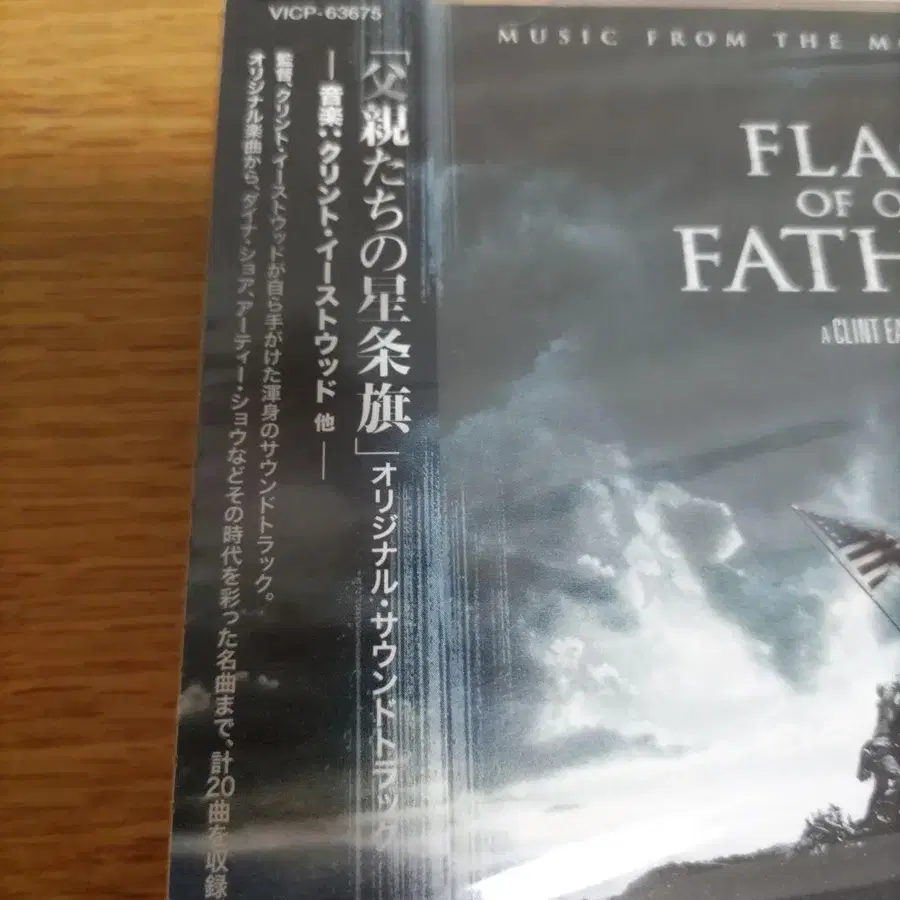 VICP-63675
「父親たちの星条旗」オリジナル・サウンドトラック
― 音楽:クリント・イーストウッド 他 ―
監督、クリント・イーストウッドが自ら手がけた渾身のサウンドトラック。
オリジナル楽曲から、ダイナ・ショア、アーティー・ショウなどその時代を彩った名曲まで、計20曲を収録
MUSIC FROM THE
FLA
OF O
FATH
A CLINT EA